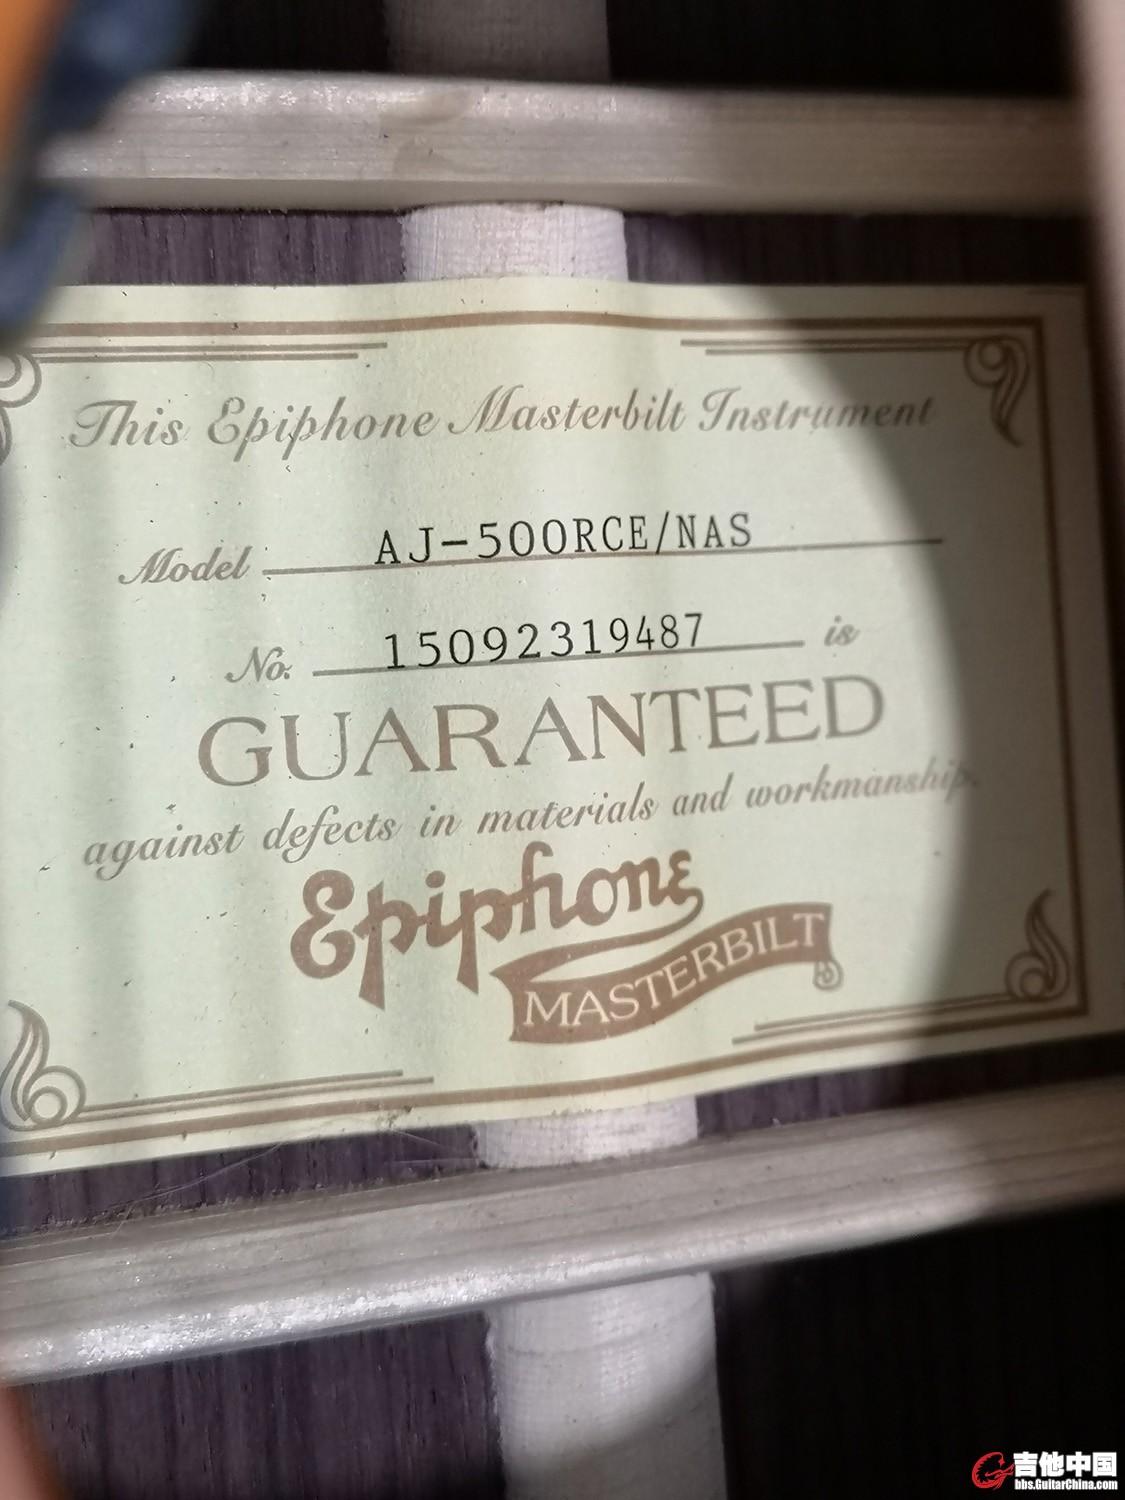 This Epiphone Masterbilt Instrument
Model AJ-500RCE/NAS
No. 15092319487 is
GUARANTEED
against defects in materials and workmanship.
Epiphone
MASTERBILT
吉他中国
bbs.GuitarChina.com